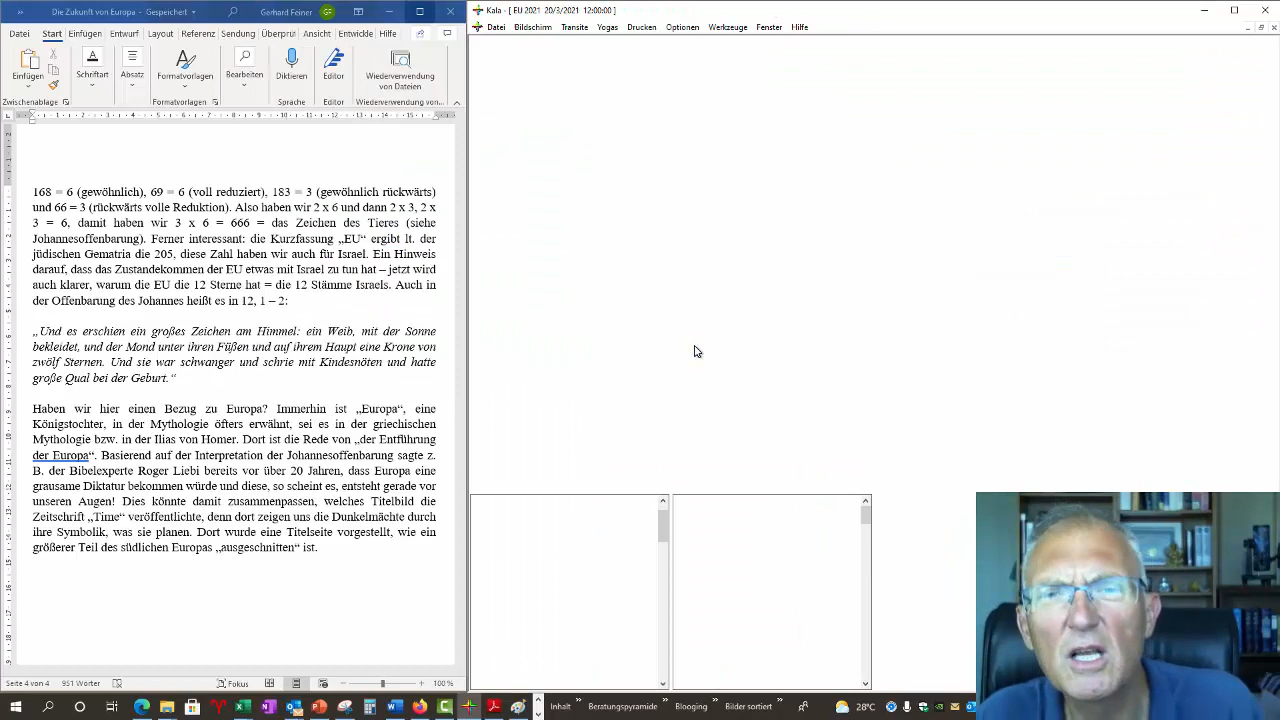 Die Zukunft von Europa - Gespeichert
Gerhard Feiner
GF
Datei Start Einfügen Entwurf Layout Referenz Sendung Überprü Ansicht Entwickle Hilfe
Einfügen
Schriftart
Absatz
Formatvorlagen
Bearbeiten
Diktieren
Editor
Wiederverwendung von Dateien
Zwischenablage
Formatvorlagen
Sprache
Editor
Wiederverwendung von...
168 = 6 (gewöhnlich), 69 = 6 (voll reduziert), 183 = 3 (gewöhnlich rückwärts)
und 66 = 3 (rückwärts volle Reduktion). Also haben wir 2 x 6 und dann 2 x 3, 2 x
3 = 6, damit haben wir 3 x 6 = 666 = das Zeichen des Tieres (siehe
Johannesoffenbarung). Ferner interessant: die Kurzfassung „EU“ ergibt lt. der
jüdischen Gematria die 205, diese Zahl haben wir auch für Israel. Ein Hinweis
darauf, dass das Zustandekommen der EU etwas mit Israel zu tun hat – jetzt wird
auch klarer, warum die EU die 12 Sterne hat = die 12 Stämme Israels. Auch in
der Offenbarung des Johannes heißt es in 12, 1 – 2:
„Und es erschien ein großes Zeichen am Himmel: ein Weib, mit der Sonne
bekleidet, und der Mond unter ihren Füßen und auf ihrem Haupt eine Krone von
zwölf Sternen. Und sie war schwanger und schrie mit Kindesnöten und hatte
große Qual bei der Geburt.“
Haben wir hier einen Bezug zu Europa? Immerhin ist „Europa“, eine
Königstochter, in der Mythologie öfters erwähnt, sei es in der griechischen
Mythologie bzw. in der Ilias von Homer. Dort ist die Rede von „der Entführung
der Europa“. Basierend auf der Interpretation der Johannesoffenbarung sagte z.
B. der Bibelexperte Roger Liebi bereits vor über 20 Jahren, dass Europa eine
grausame Diktatur bekommen würde und diese, so scheint es, entsteht gerade vor
unseren Augen! Dies könnte damit zusammenpassen, welches Titelbild die
Zeitschrift „Time“ veröffentlichte, denn dort zeigen uns die Dunkelmächte durch
ihre Symbolik, was sie planen. Dort wurde eine Titelseite vorgestellt, wie ein
größerer Teil des südlichen Europas „ausgeschnitten“ ist.
Seite 4 von 4 951 Wörter Fokus 100 %
Kala - [ EU 2021 20/3/2021 12:00:00 ]
Datei Bildschirm Transite Yogas Drucken Optionen Werkzeuge Fenster Hilfe
Inhalt Beratungspyramide Blooging Bilder sortiert 28°C